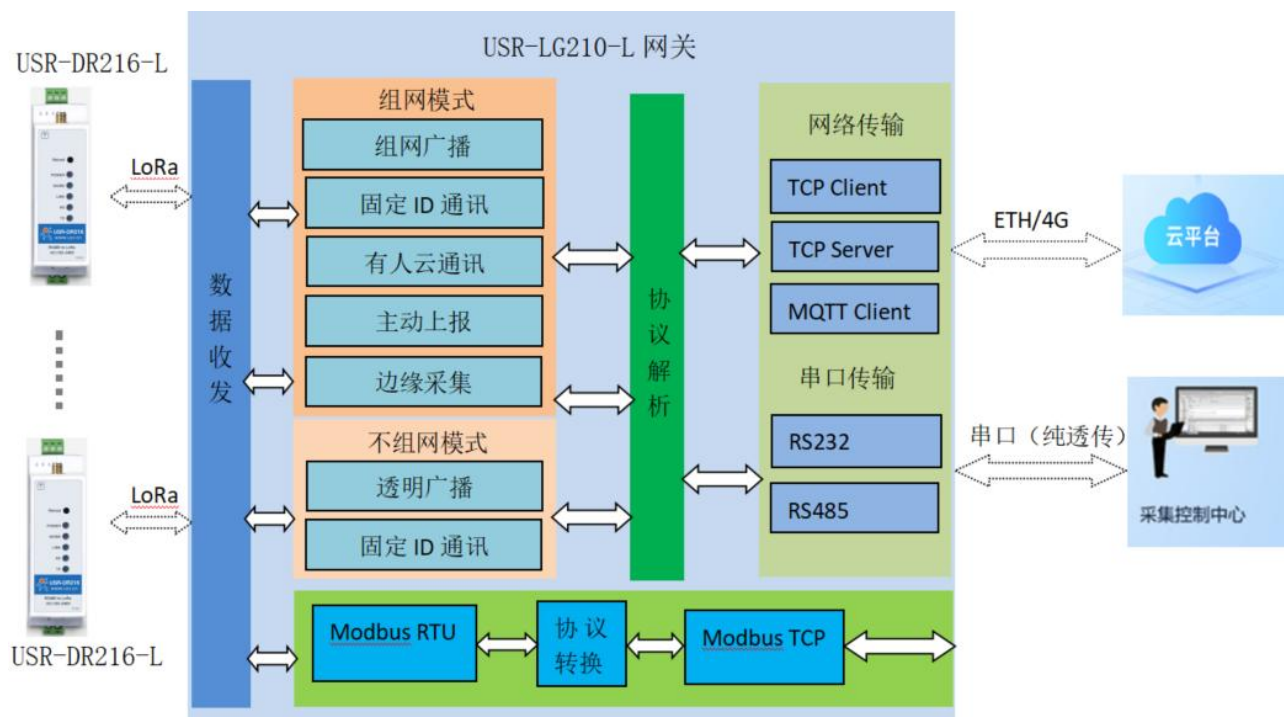 USR-LG210-L 网关
USR-DR216-L
LoRa
USR-DR216
LoRa
USR-DR216
USR-DR216-L
数据收发
组网模式
组网广播
固定 ID 通讯
有人云通讯
主动上报
边缘采集
不组网模式
透明广播
固定 ID 通讯
协议解析
网络传输
TCP Client
TCP Server
MQTT Client
串口传输
RS232
RS485
Modbus RTU
协议
转换
Modbus TCP
ETH/4G
云平台
串口（纯透传）
采集控制中心